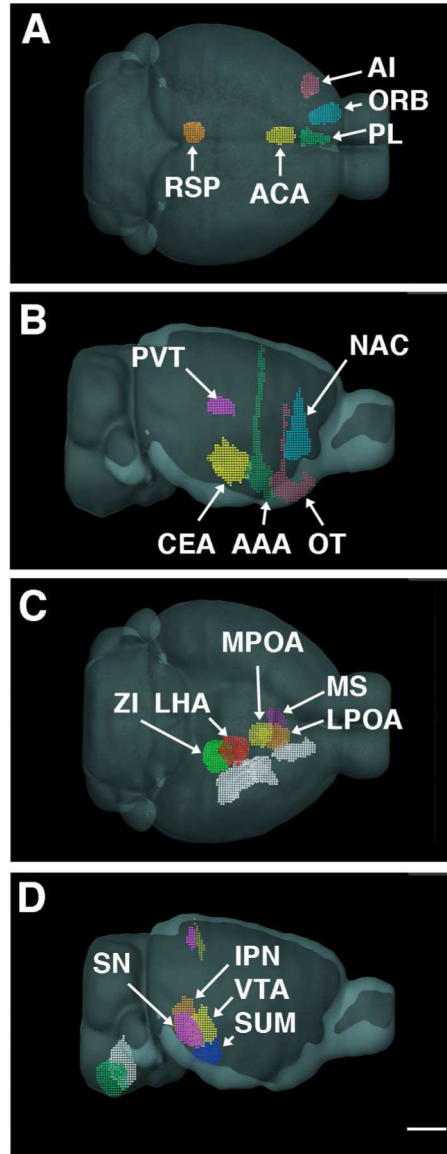 A
AI
ORB
PL
RSP ACA
B
PVT
NAC
CEA AAA OT
C
MPOA
MS
ZI LHA
LPOA
D
IPN
SN
VTA
SUM